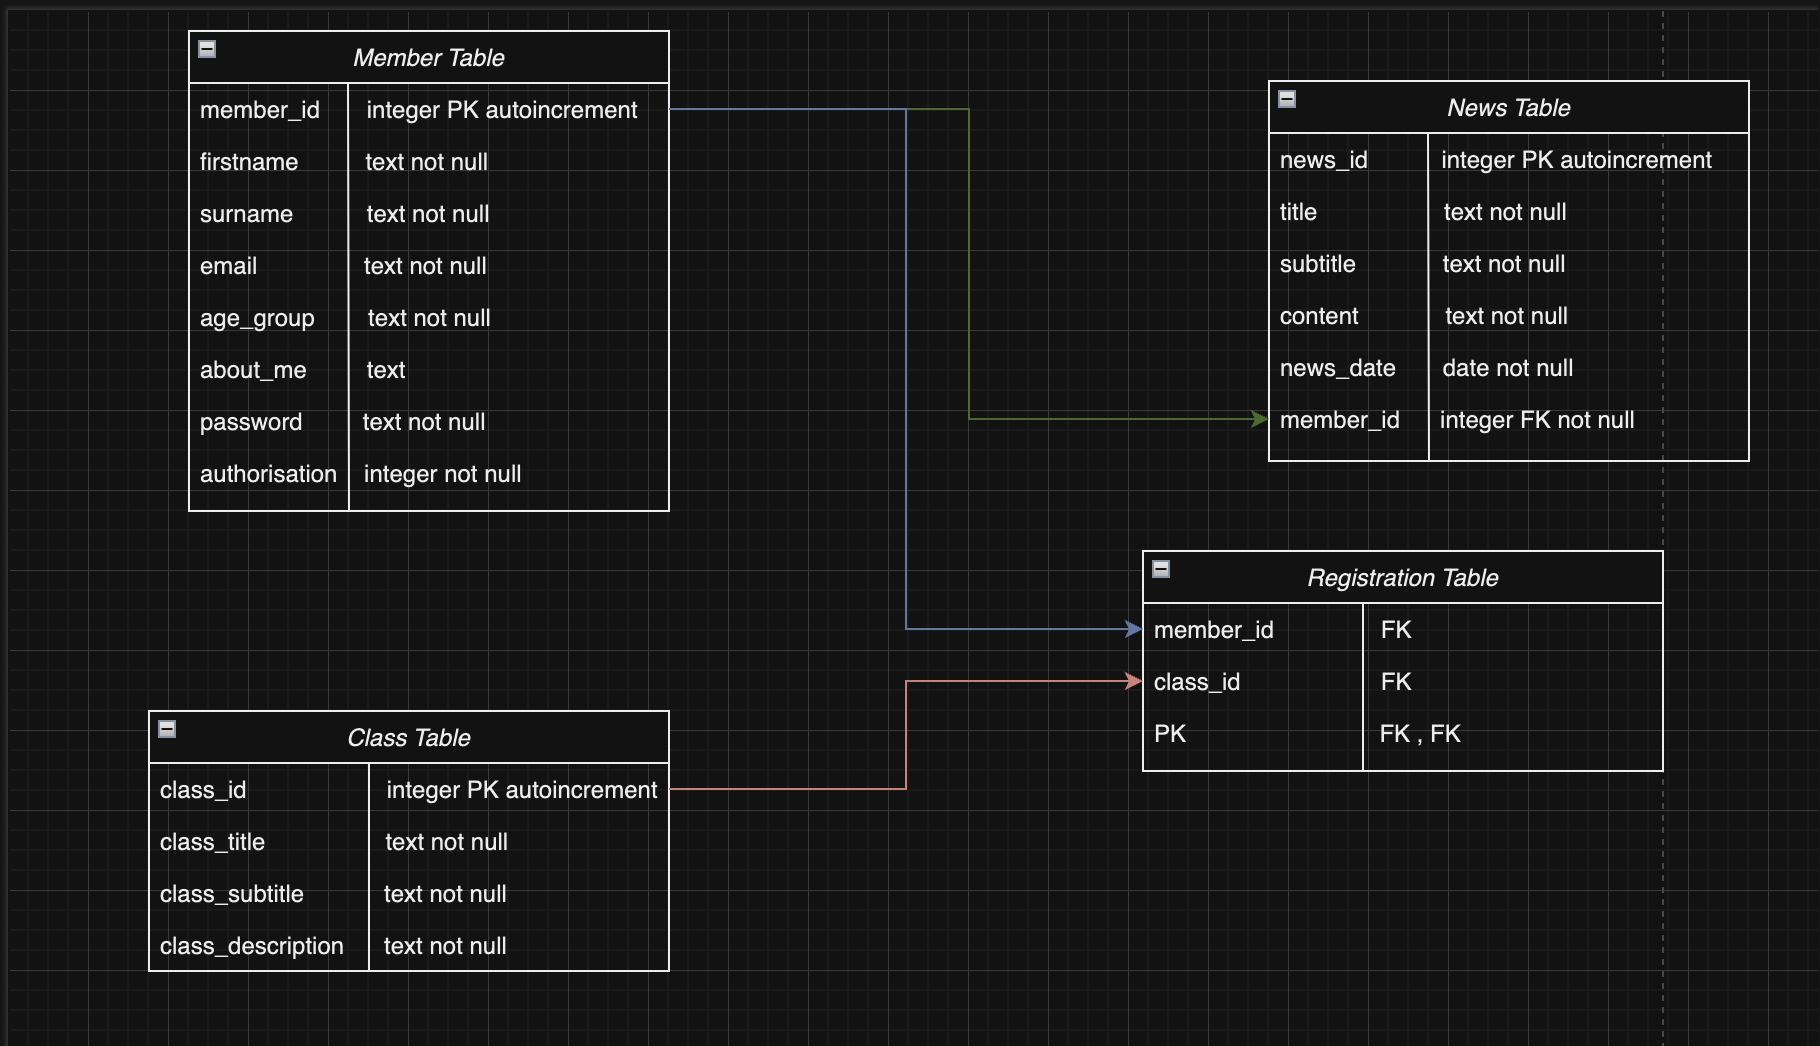 Member Table
member_id integer PK autoincrement
firstname text not null
surname text not null
email text not null
age_group text not null
about_me text
password text not null
authorisation integer not null
News Table
news_id integer PK autoincrement
title text not null
subtitle text not null
content text not null
news_date date not null
member_id integer FK not null
Registration Table
member_id FK
class_id FK
PK FK , FK
Class Table
class_id integer PK autoincrement
class_title text not null
class_subtitle text not null
class_description text not null